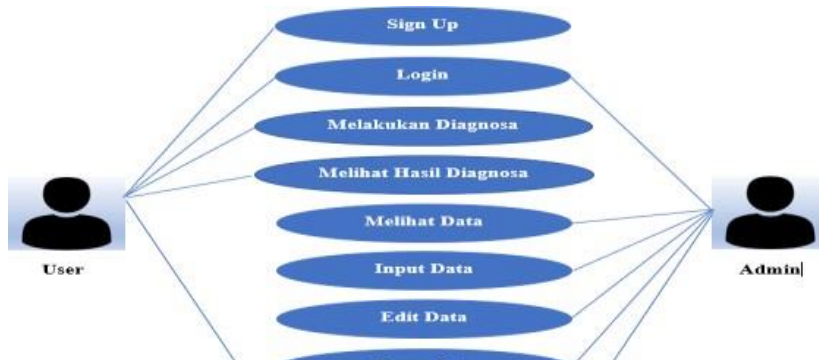 Sign Up
Login
Melakukan Diagnosa
Melihat Hasil Diagnosa
Melihat Data
Input Data
Edit Data
User
Admin